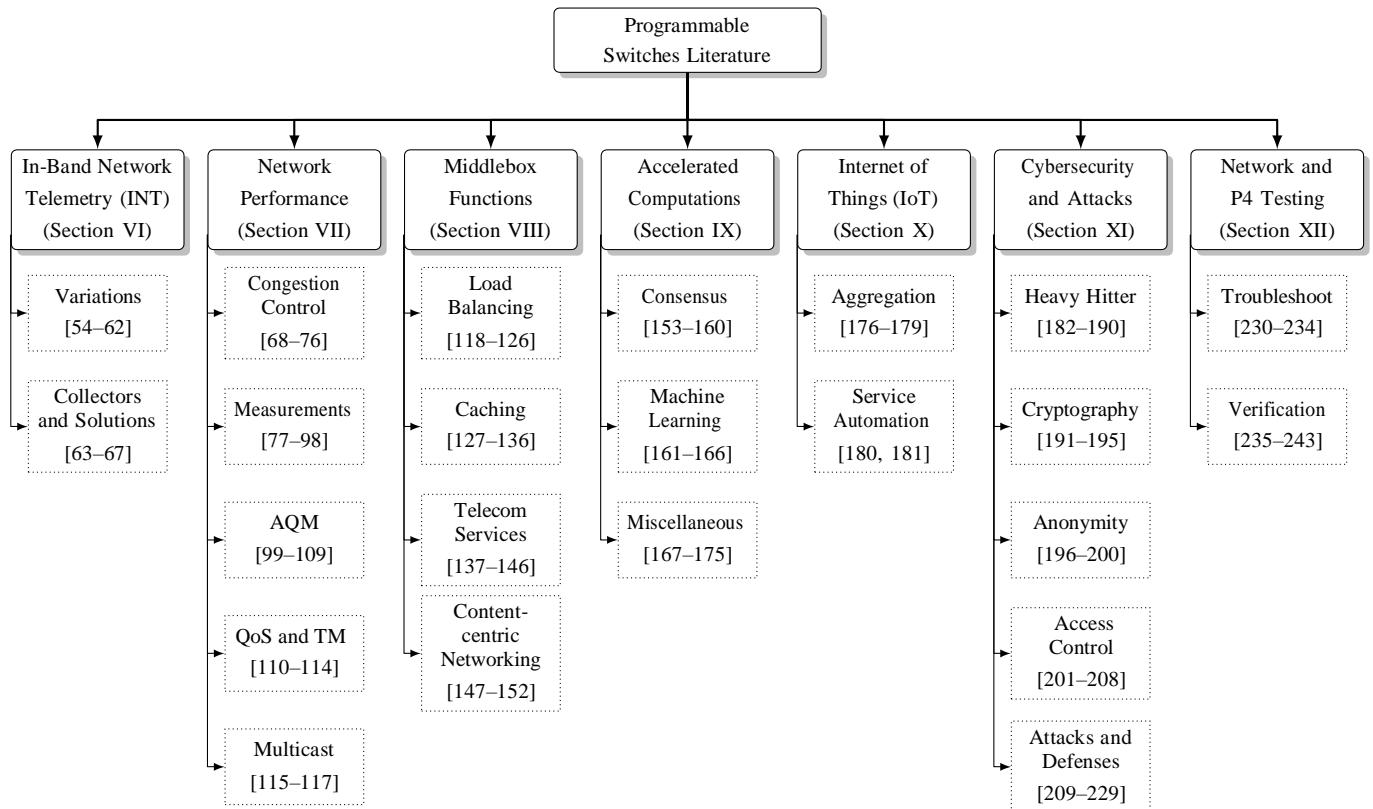 Programmable
Switches Literature
In-Band Network
Telemetry (INT)
(Section VI)
Variations
[54–62]
Collectors
and Solutions
[63–67]
Network
Performance
(Section VII)
Congestion
Control
[68–76]
Measurements
[77–98]
AQM
[99–109]
QoS and TM
[110–114]
Multicast
[115–117]
Middlebox
Functions
(Section VIII)
Load
Balancing
[118–126]
Caching
[127–136]
Telecom
Services
[137–146]
Content-
centric
Networking
[147–152]
Accelerated
Computations
(Section IX)
Consensus
[153–160]
Machine
Learning
[161–166]
Miscellaneous
[167–175]
Internet of
Things (IoT)
(Section X)
Aggregation
[176–179]
Service
Automation
[180, 181]
Cybersecurity
and Attacks
(Section XI)
Heavy Hitter
[182–190]
Cryptography
[191–195]
Anonymity
[196–200]
Access
Control
[201–208]
Attacks and
Defenses
[209–229]
Network and
P4 Testing
(Section XII)
Troubleshoot
[230–234]
Verification
[235–243]